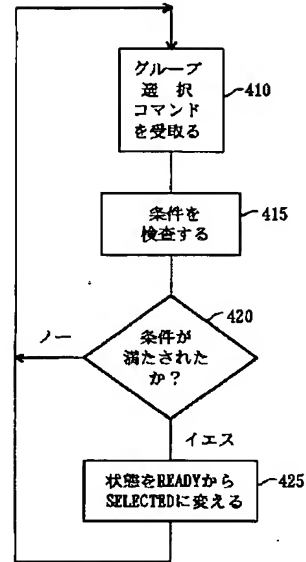 グループ
選択
コマンド
を受取る
410
条件を
検査する
415
420
条件が
満たされた
か？
ノー
イエス
状態をREADYから
SELECTEDに変える
425